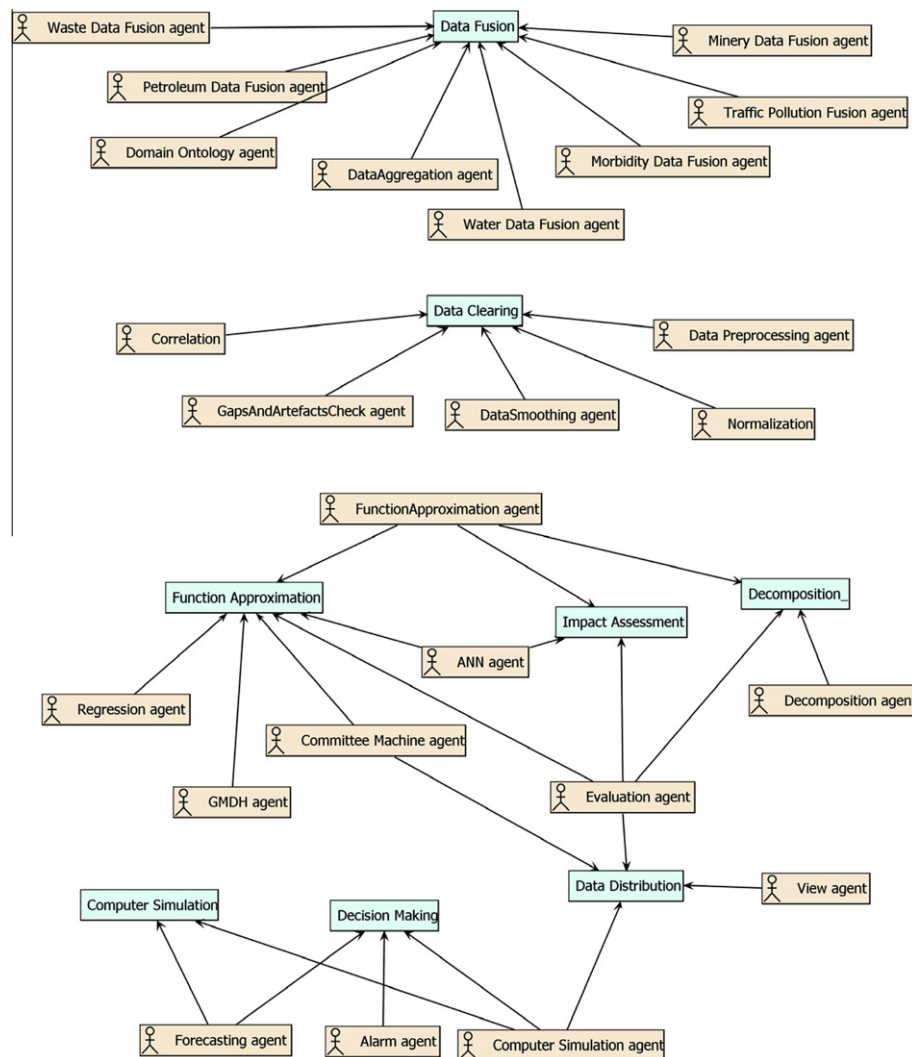 Waste Data Fusion agent
Data Fusion
Minery Data Fusion agent
Petroleum Data Fusion agent
Traffic Pollution Fusion agent
Domain Ontology agent
DataAggregation agent
Morbidity Data Fusion agent
Water Data Fusion agent
Data Clearing
Correlation
Data Preprocessing agent
GapsAndArtefactsCheck agent
DataSmoothing agent
Normalization
FunctionApproximation agent
Function Approximation
Decomposition_
Impact Assessment
ANN agent
Regression agent
Decomposition agent
Committee Machine agent
GMDH agent
Evaluation agent
Data Distribution
View agent
Computer Simulation
Decision Making
Forecasting agent
Alarm agent
Computer Simulation agent